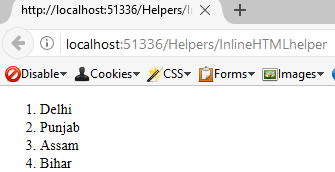 http://localhost:51336/Helpers/In
localhost:51336/Helpers/InlineHTMLhelper
Disable Cookies CSS Forms Images
1. Delhi
2. Punjab
3. Assam
4. Bihar